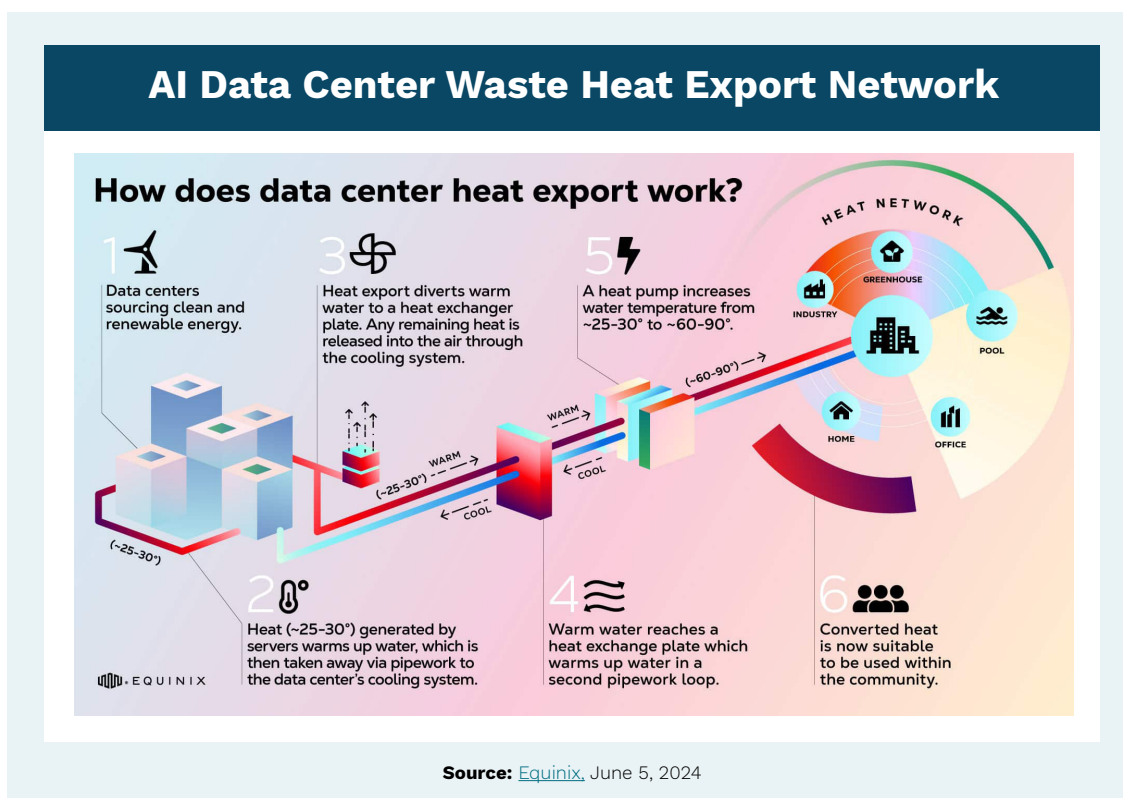 AI Data Center Waste Heat Export Network
How does data center heat export work?
1
Data centers
sourcing clean and
renewable energy.
3
Heat export diverts warm
water to a heat exchanger
plate. Any remaining heat is
released into the air through
the cooling system.
5
A heat pump increases
water temperature from
~25-30° to ~60-90°.
HEAT NETWORK
INDUSTRY
GREENHOUSE
POOL
HOME
OFFICE
(~60-90°)
WARM
COOL
(~25-30°)
WARM
COOL
(~25-30°)
2
Heat (~25-30°) generated by
servers warms up water, which is
then taken away via pipework to
the data center's cooling system.
4
Warm water reaches a
heat exchange plate which
warms up water in a
second pipework loop.
6
Converted heat
is now suitable
to be used within
the community.
EQUINIX
Source: Equinix, June 5, 2024